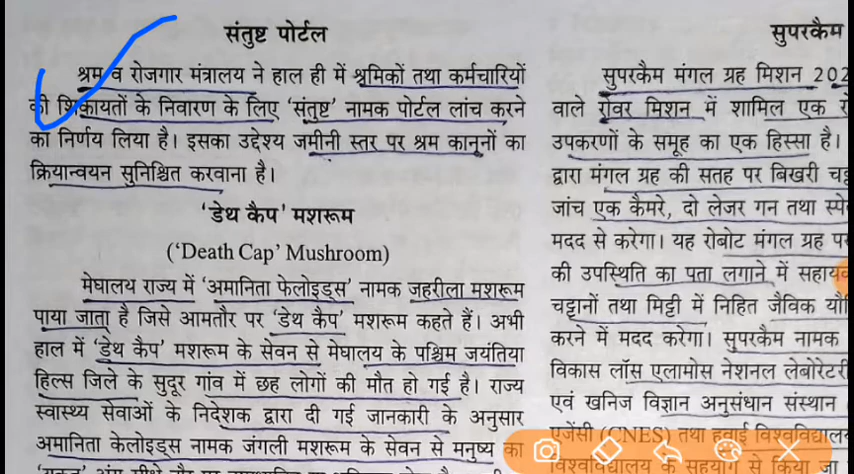 संतुष्ट पोर्टल
श्रम व रोजगार मंत्रालय ने हाल ही में श्रमिकों तथा कर्मचारियों
की शिकायतों के निवारण के लिए ‘संतुष्ट’ नामक पोर्टल लांच करने
का निर्णय लिया है। इसका उद्देश्य जमीनी स्तर पर श्रम कानूनों का
क्रियान्वयन सुनिश्चित करवाना है।
‘डेथ कैप’ मशरूम
(‘Death Cap’ Mushroom)
मेघालय राज्य में ‘अमानिता फेलोइड्स’ नामक जहरीला मशरूम
पाया जाता है जिसे आमतौर पर ‘डेथ कैप’ मशरूम कहते हैं। अभी
हाल में ‘डेथ कैप’ मशरूम के सेवन से मेघालय के पश्चिम जयंतिया
हिल्स जिले के सुदूर गांव में छह लोगों की मौत हो गई है। राज्य
स्वास्थ्य सेवाओं के निदेशक द्वारा दी गई जानकारी के अनुसार
अमानिता केलोइड्स नामक जंगली मशरूम के सेवन से मनुष्य का
सुपरकैम
सुपरकैम मंगल ग्रह मिशन 202
वाले रोवर मिशन में शामिल एक
उपकरणों के समूह का एक हिस्सा है।
द्वारा मंगल ग्रह की सतह पर बिखरी
जांच एक कैमरे, दो लेजर गन तथा
मदद से करेगा। यह रोबोट मंगल ग्रह
की उपस्थिति का पता लगाने में
चट्टानों तथा मिट्टी में निहित जैविक
करने में मदद करेगा। सुपरकैम नामक
विकास लॉस एलामोस नेशनल लेबोरेटरी
एवं खनिज विज्ञान अनुसंधान संस्थान
एजेंसी (CNES) तथा हवाई
विश्वविद्यालय के सहयोग से किया जा